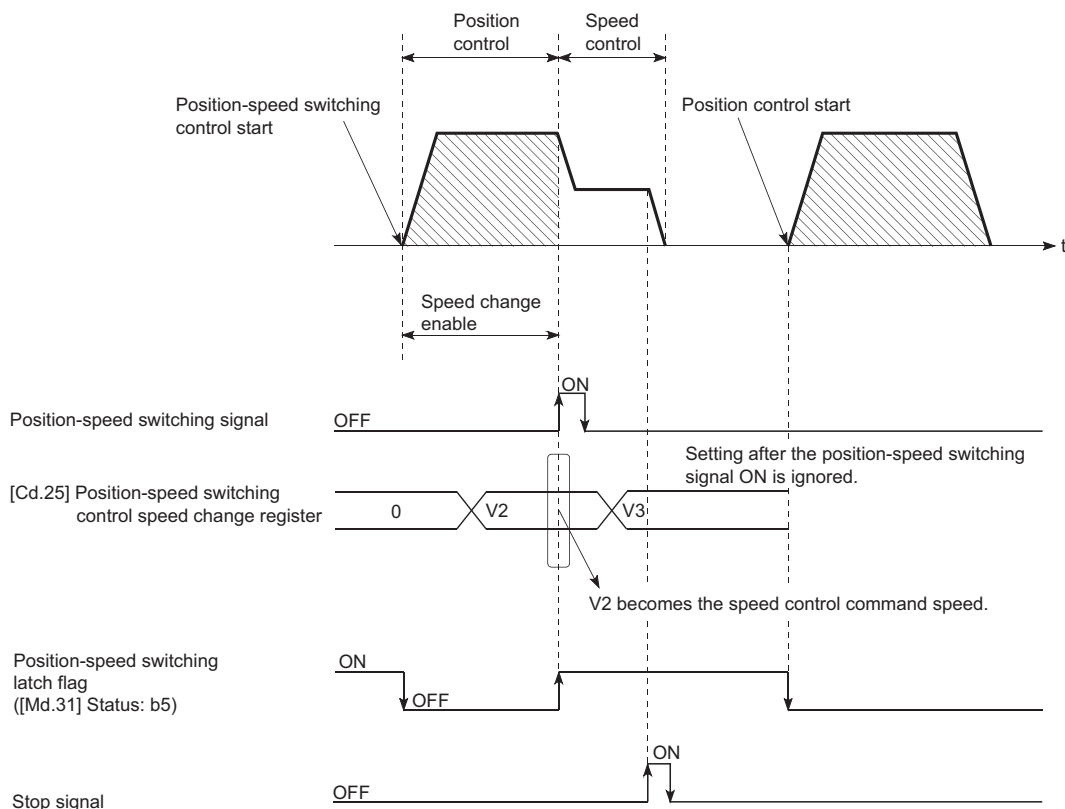 Position
control
Speed
control
Position-speed switching
control start
Position control start
t
Speed change
enable
ON
Position-speed switching signal
OFF
Setting after the position-speed switching
signal ON is ignored.
[Cd.25] Position-speed switching
control speed change register
0
V2
V3
V2 becomes the speed control command speed.
Position-speed switching
latch flag
([Md.31] Status: b5)
ON
OFF
ON
OFF
Stop signal